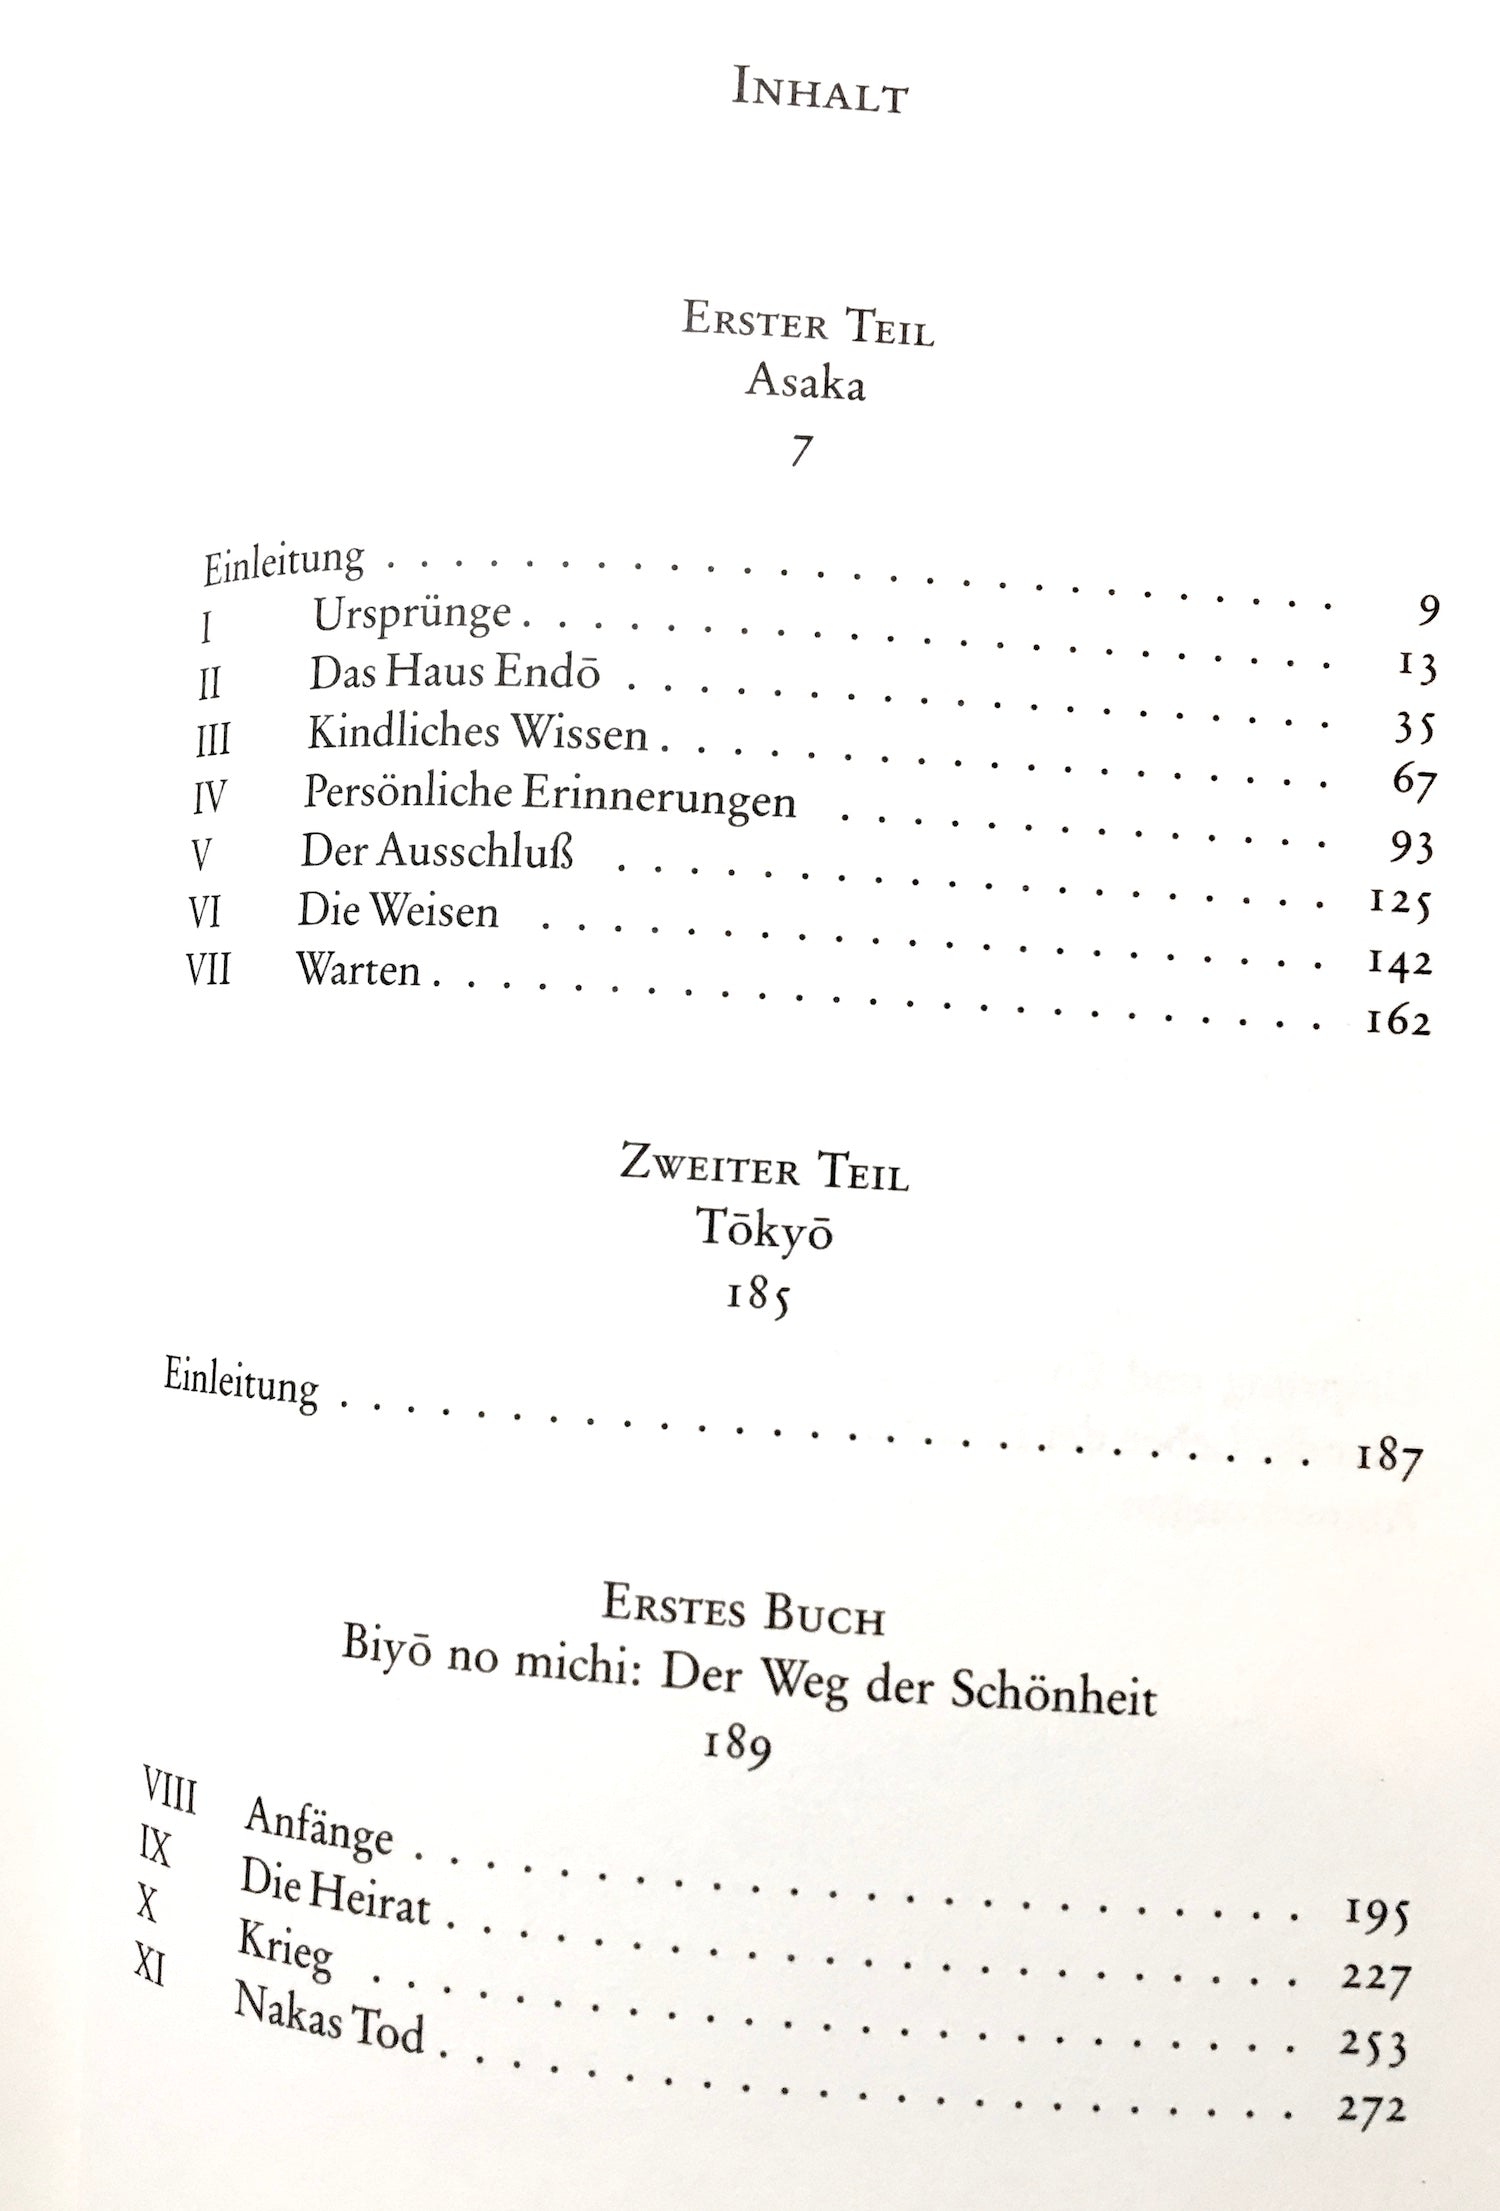 INHALT
ERSTER TEIL
Asaka
7
Einleitung . . . . . . . . . . . . . . . . . . . . . . . . . . . 9
I Ursprünge . . . . . . . . . . . . . . . . . . . . . . . 13
II Das Haus Endō . . . . . . . . . . . . . . . . . . . . 35
III Kindliches Wissen . . . . . . . . . . . . . . . . . . . 67
IV Persönliche Erinnerungen . . . . . . . . . . . . . . 93
V Der Ausschluß . . . . . . . . . . . . . . . . . . . . 125
VI Die Weisen . . . . . . . . . . . . . . . . . . . . . . 142
VII Warten . . . . . . . . . . . . . . . . . . . . . . . . . 162
ZWEITER TEIL
Tōkyō
185
Einleitung . . . . . . . . . . . . . . . . . . . . . . . . . . . 187
ERSTES BUCH
Biyō no michi: Der Weg der Schönheit
189
VIII Anfänge . . . . . . . . . . . . . . . . . . . . . . . . 195
IX Die Heirat . . . . . . . . . . . . . . . . . . . . . . . 227
X Krieg . . . . . . . . . . . . . . . . . . . . . . . . . 253
XI Nakas Tod . . . . . . . . . . . . . . . . . . . . . . . 272